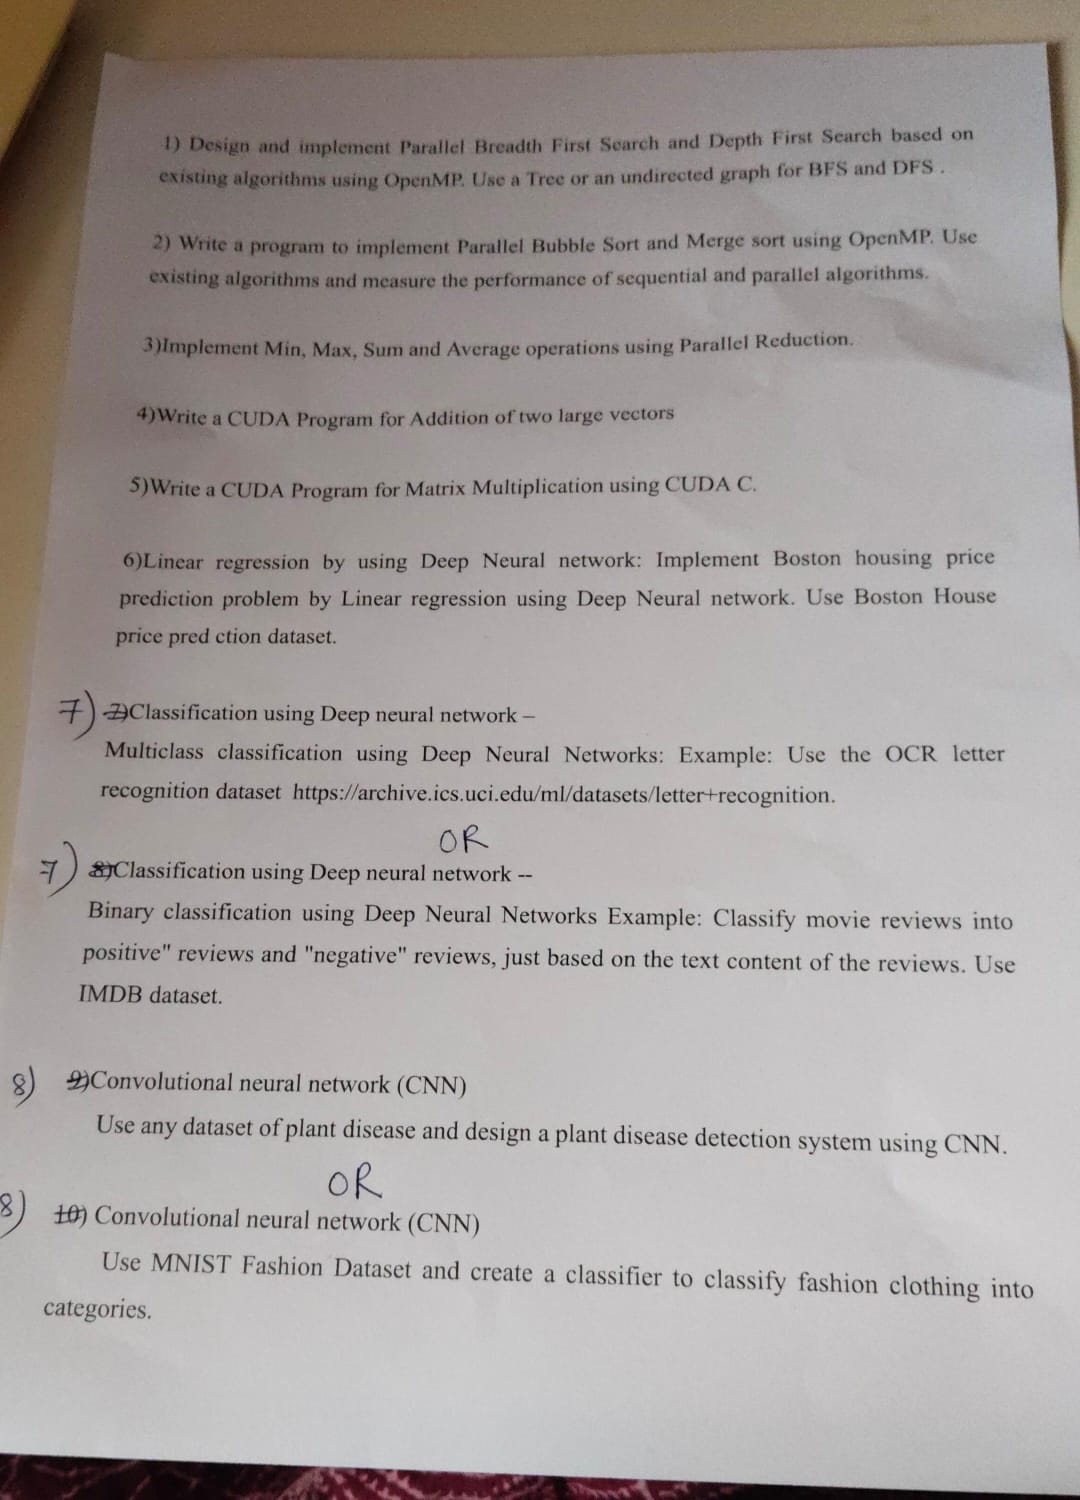 1) Design and implement Parallel Breadth First Search and Depth First Search based on
existing algorithms using OpenMP. Use a Tree or an undirected graph for BFS and DFS .
2) Write a program to implement Parallel Bubble Sort and Merge sort using OpenMP. Use
existing algorithms and measure the performance of sequential and parallel algorithms.
3)Implement Min, Max, Sum and Average operations using Parallel Reduction.
4)Write a CUDA Program for Addition of two large vectors
5)Write a CUDA Program for Matrix Multiplication using CUDA C.
6)Linear regression by using Deep Neural network: Implement Boston housing price
prediction problem by Linear regression using Deep Neural network. Use Boston House
price pred ction dataset.
7) 7)Classification using Deep neural network –
Multiclass classification using Deep Neural Networks: Example: Use the OCR letter
recognition dataset https://archive.ics.uci.edu/ml/datasets/letter+recognition.
OR
7) 8)Classification using Deep neural network --
Binary classification using Deep Neural Networks Example: Classify movie reviews into
positive" reviews and "negative" reviews, just based on the text content of the reviews. Use
IMDB dataset.
8) 9)Convolutional neural network (CNN)
Use any dataset of plant disease and design a plant disease detection system using CNN.
OR
8) 10) Convolutional neural network (CNN)
Use MNIST Fashion Dataset and create a classifier to classify fashion clothing into
categories.